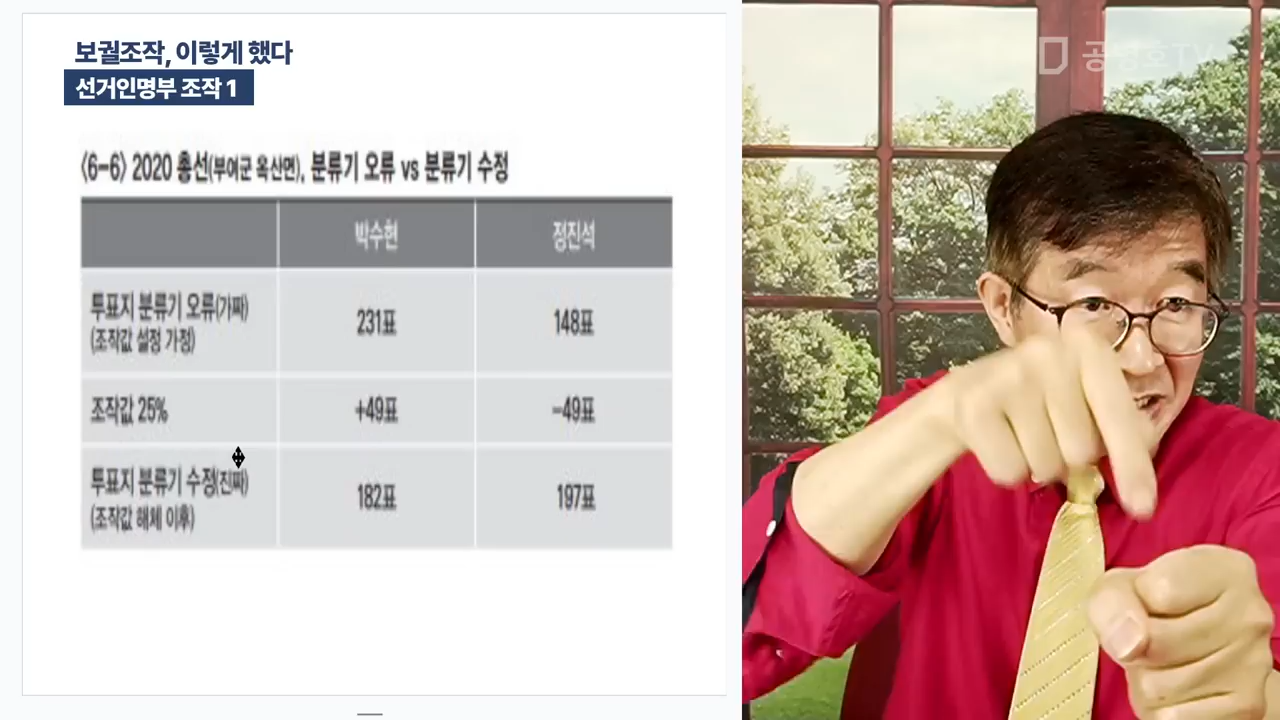 보궐조작, 이렇게 했다
선거인명부 조작 1
공병호TV
〈6-6〉 2020 총선(부여군 옥산면), 분류기 오류 vs 분류기 수정
박수현 정진석
투표지 분류기 오류(가짜)
(조작값 설정 가정)
231표 148표
조작값 25% +49표 -49표
투표지 분류기 수정(진짜)
(조작값 해체 이후)
182표 197표